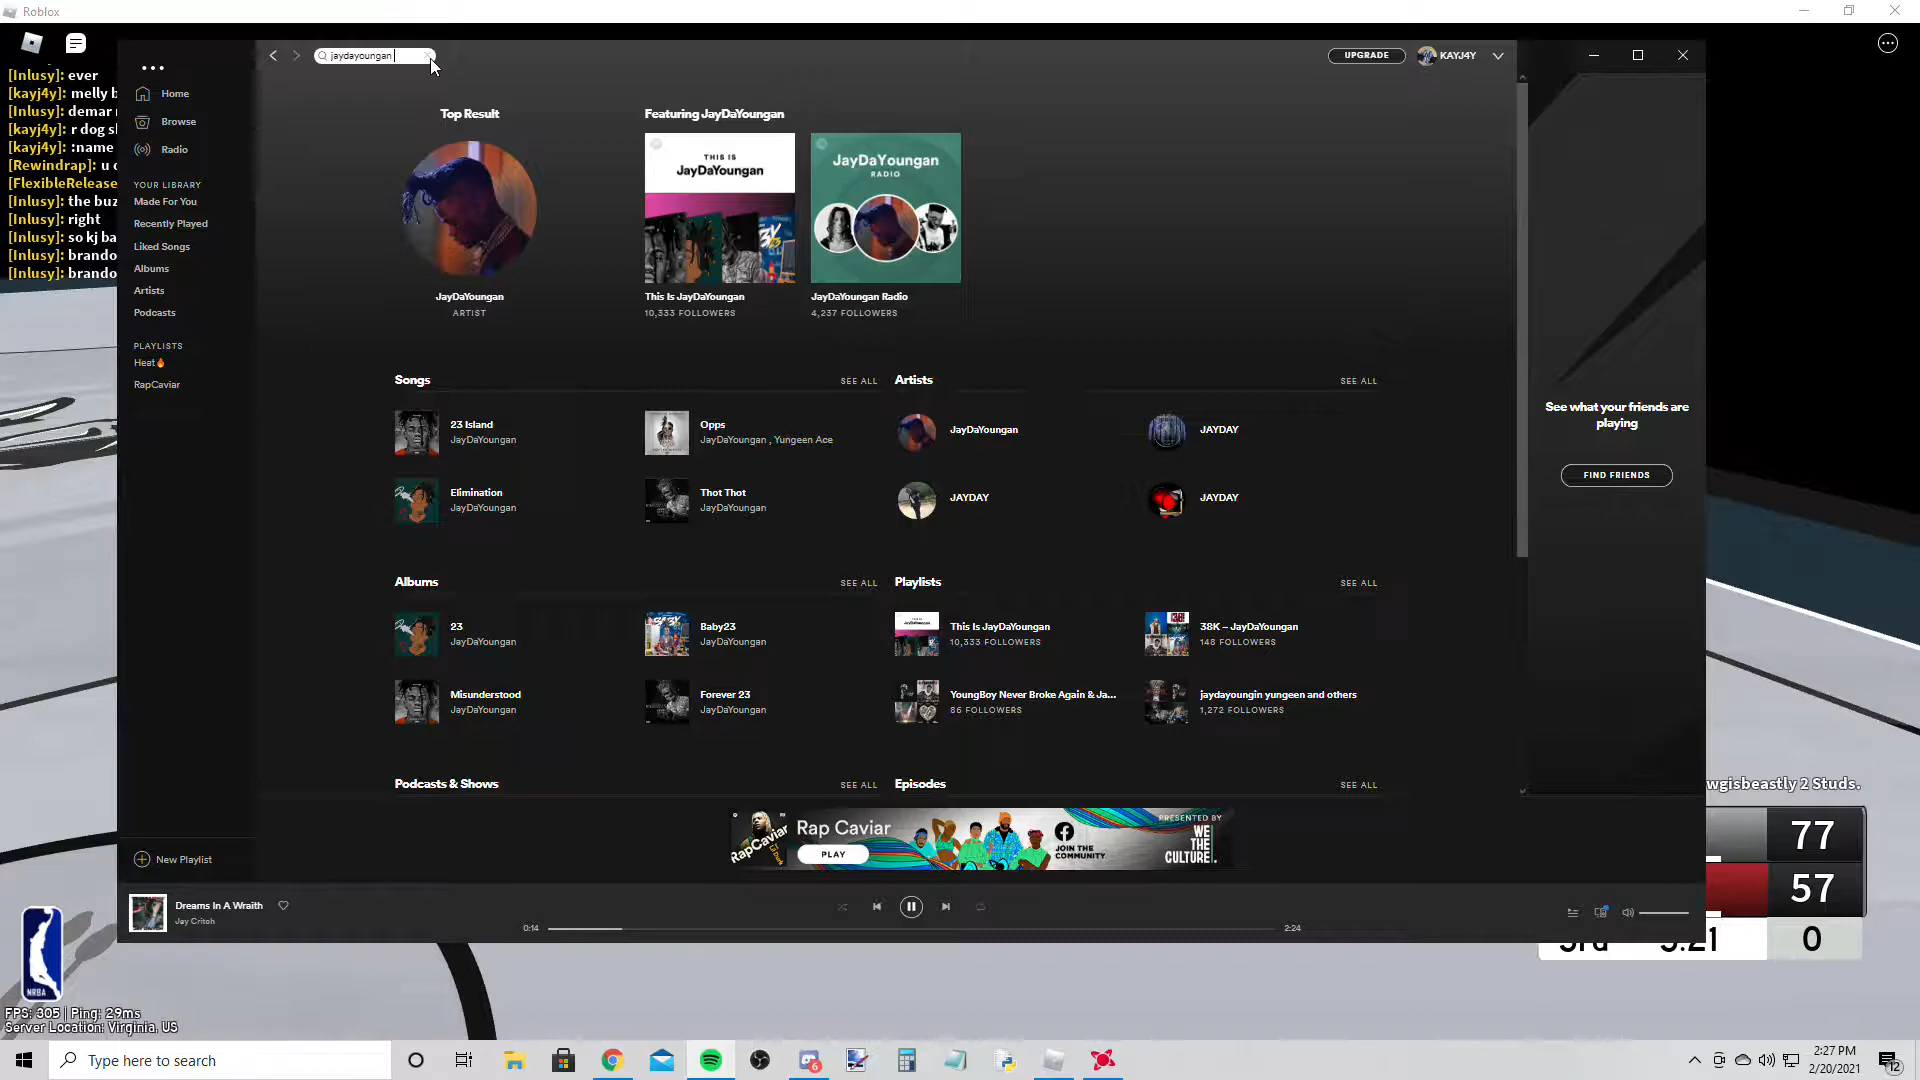 Roblox
[Inlusy]: ever
[kayj4y]: melly b
[Inlusy]: demar
[kayj4y]: r dog s
[kayj4y]: :name
[Rewindrap]: u
[FlexibleRelease
[Inlusy]: the buz
[Inlusy]: right
[Inlusy]: so kj ba
[Inlusy]: brando
[Inlusy]: brando
Home
Browse
Radio
YOUR LIBRARY
Made For You
Recently Played
Liked Songs
Albums
Artists
Podcasts
PLAYLISTS
Heat🔥
RapCaviar
New Playlist
jaydayoungan
UPGRADE
KAYJ4Y
Top Result
JayDaYoungan
ARTIST
Featuring JayDaYoungan
THIS IS
JayDaYoungan
This Is JayDaYoungan
10,333 FOLLOWERS
JayDaYoungan
RADIO
JayDaYoungan Radio
4,237 FOLLOWERS
Songs
SEE ALL
23 Island
JayDaYoungan
Opps
JayDaYoungan , Yungeen Ace
Elimination
JayDaYoungan
Thot Thot
JayDaYoungan
Artists
SEE ALL
JayDaYoungan
JAYDAY
JAYDAY
JAYDAY
Albums
SEE ALL
23
JayDaYoungan
Baby23
JayDaYoungan
Misunderstood
JayDaYoungan
Forever 23
JayDaYoungan
Playlists
SEE ALL
This Is JayDaYoungan
10,333 FOLLOWERS
38K – JayDaYoungan
148 FOLLOWERS
YoungBoy Never Broke Again & Ja...
86 FOLLOWERS
jaydayoungin yungeen and others
1,272 FOLLOWERS
Podcasts & Shows
SEE ALL
Episodes
SEE ALL
See what your friends are
playing
FIND FRIENDS
RapCaviar
Rap Caviar
PLAY
JOIN THE
COMMUNITY
PRESENTED BY
WE
THE
CULTURE.
Dreams In A Wraith
Jay Critch
0:14
2:24
wgisbeastly 2 Studs.
77
57
0
NRBA
FPS: 305 | Ping: 29ms
Server Location: Virginia, US
Type here to search
6
2:27 PM
2/20/2021
12